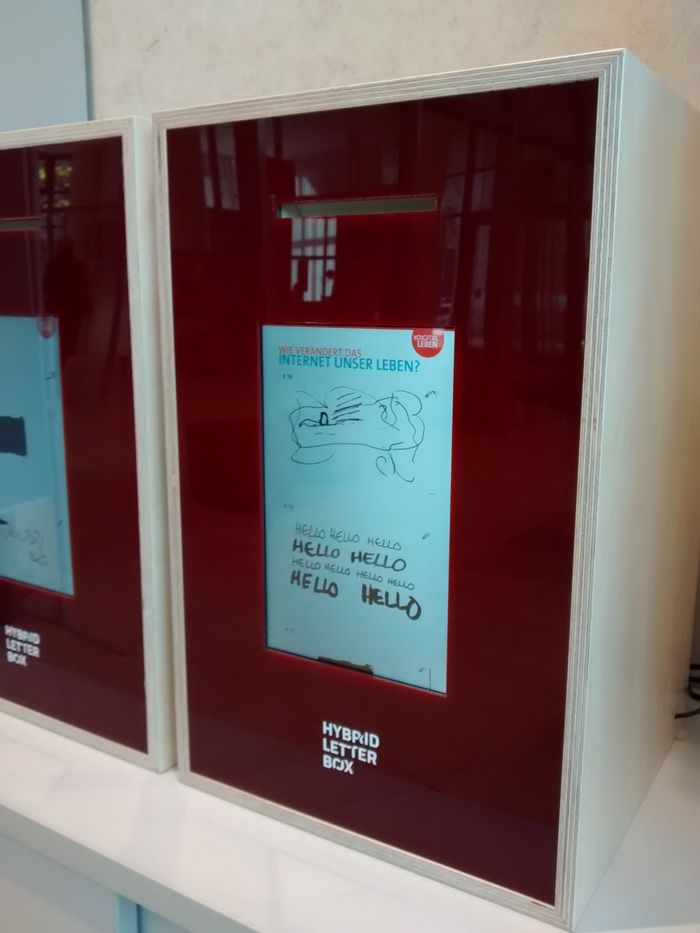 #DIGITAL
LEBEN
WIE VERÄNDERT DAS
INTERNET UNSER LEBEN?
HELLO HELLO HELLO
HELLO HELLO
HELLO HELLO HELLO HELLO
HELLO HELLO
HYBRID
LETTER
BOX
HYBRID
LETTER
BOX